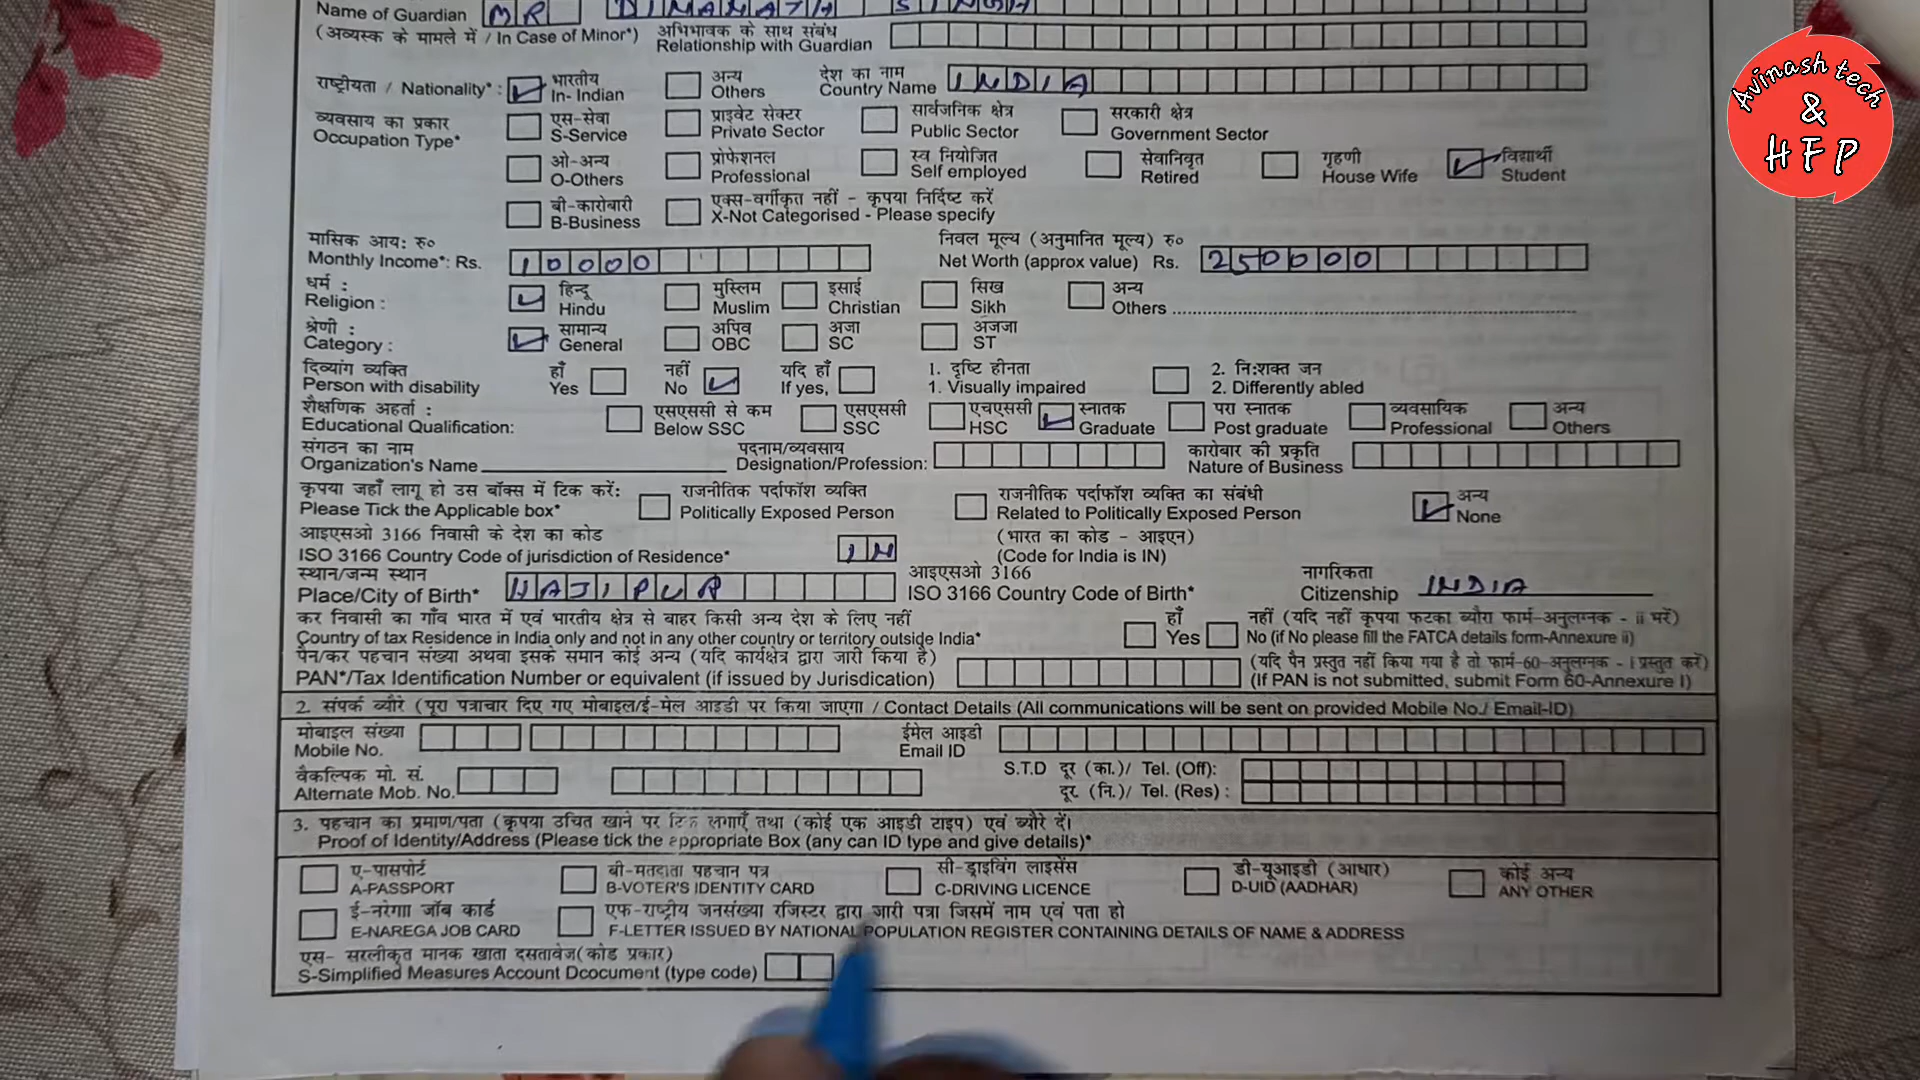 Name of Guardian MR DINANATH SINGH
(अव्यस्क के मामले में / In Case of Minor*) अभिभावक के साथ संबंध
Relationship with Guardian
राष्ट्रीयता / Nationality* : भारतीय In- Indian अन्य Others देश का नाम Country Name INDIA
व्यवसाय का प्रकार एस-सेवा प्राइवेट सेक्टर सार्वजनिक क्षेत्र सरकारी क्षेत्र
Occupation Type* S-Service Private Sector Public Sector Government Sector
ओ-अन्य प्रोफेशनल स्व नियोजित सेवानिवृत गृहणी विद्यार्थी
O-Others Professional Self employed Retired House Wife Student
बी-कारोबारी एक्स-वर्गीकृत नहीं - कृपया निर्दिष्ट करें
B-Business X-Not Categorised - Please specify
मासिक आय: रु० निवल मूल्य (अनुमानित मूल्य) रु०
Monthly Income*: Rs. 10000 Net Worth (approx value) Rs. 250000
धर्म : हिन्दू मुस्लिम इसाई सिख अन्य
Religion : Hindu Muslim Christian Sikh Others
श्रेणी : सामान्य अपिव अजा अजजा
Category : General OBC SC ST
दिव्यांग व्यक्ति हाँ नहीं यदि हाँ 1. दृष्टि हीनता 2. नि:शक्त जन
Person with disability Yes No If yes, 1. Visually impaired 2. Differently abled
शैक्षणिक अहर्ता : एसएससी से कम एसएससी एचएससी स्नातक परा स्नातक व्यवसायिक अन्य
Educational Qualification: Below SSC SSC HSC Graduate Post graduate Professional Others
संगठन का नाम पदनाम/व्यवसाय कारोबार की प्रकृति
Organization's Name Designation/Profession: Nature of Business
कृपया जहाँ लागू हो उस बॉक्स में टिक करें: राजनीतिक पर्दाफॉश व्यक्ति राजनीतिक पर्दाफॉश व्यक्ति का संबंधी अन्य
Please Tick the Applicable box* Politically Exposed Person Related to Politically Exposed Person None
आइएसओ 3166 निवासी के देश का कोड (भारत का कोड - आइएन)
ISO 3166 Country Code of jurisdiction of Residence* IN (Code for India is IN)
स्थान/जन्म स्थान आइएसओ 3166 नागरिकता
Place/City of Birth* HAJIPUR ISO 3166 Country Code of Birth* Citizenship INDIA
कर निवासी का गाँव भारत में एवं भारतीय क्षेत्र से बाहर किसी अन्य देश के लिए नहीं हाँ नहीं (यदि नहीं कृपया फटका ब्यौरा फार्म-अनुलग्नक - ii भरें)
Country of tax Residence in India only and not in any other country or territory outside India* Yes No (if No please fill the FATCA details form-Annexure ii)
पैन/कर पहचान संख्या अथवा इसके समान कोई अन्य (यदि कार्यक्षेत्र द्वारा जारी किया है) (यदि पैन प्रस्तुत नहीं किया गया है तो फार्म-60-अनुलग्नक - I प्रस्तुत करें)
PAN*/Tax Identification Number or equivalent (if issued by Jurisdication) (If PAN is not submitted, submit Form 60-Annexure I)
2. संपर्क ब्यौरे (पूरा पत्राचार दिए गए मोबाइल/ई-मेल आइडी पर किया जाएगा / Contact Details (All communications will be sent on provided Mobile No./ Email-ID)
मोबाइल संख्या ईमेल आइडी
Mobile No. Email ID
वैकल्पिक मो. सं. S.T.D दूर (का.)/ Tel. (Off):
Alternate Mob. No. दूर. (नि.)/ Tel. (Res) :
3. पहचान का प्रमाण/पता (कृपया उचित खाने पर टिक लगाएँ तथा (कोई एक आइडी टाइप) एवं ब्यौरे दें।
Proof of Identity/Address (Please tick the appropriate Box (any can ID type and give details)*
ए-पासपोर्ट बी-मतदाता पहचान पत्र सी-ड्राइविंग लाइसेंस डी-यूआइडी (आधार) कोई अन्य
A-PASSPORT B-VOTER'S IDENTITY CARD C-DRIVING LICENCE D-UID (AADHAR) ANY OTHER
ई-नरेगा जॉब कार्ड एफ-राष्ट्रीय जनसंख्या रजिस्टर द्वारा जारी पत्रा जिसमें नाम एवं पता हो
E-NAREGA JOB CARD F-LETTER ISSUED BY NATIONAL POPULATION REGISTER CONTAINING DETAILS OF NAME & ADDRESS
एस- सरलीकृत मानक खाता दसतावेज(कोड प्रकार)
S-Simplified Measures Account Dcocument (type code)
Avinash tech
&
HFP